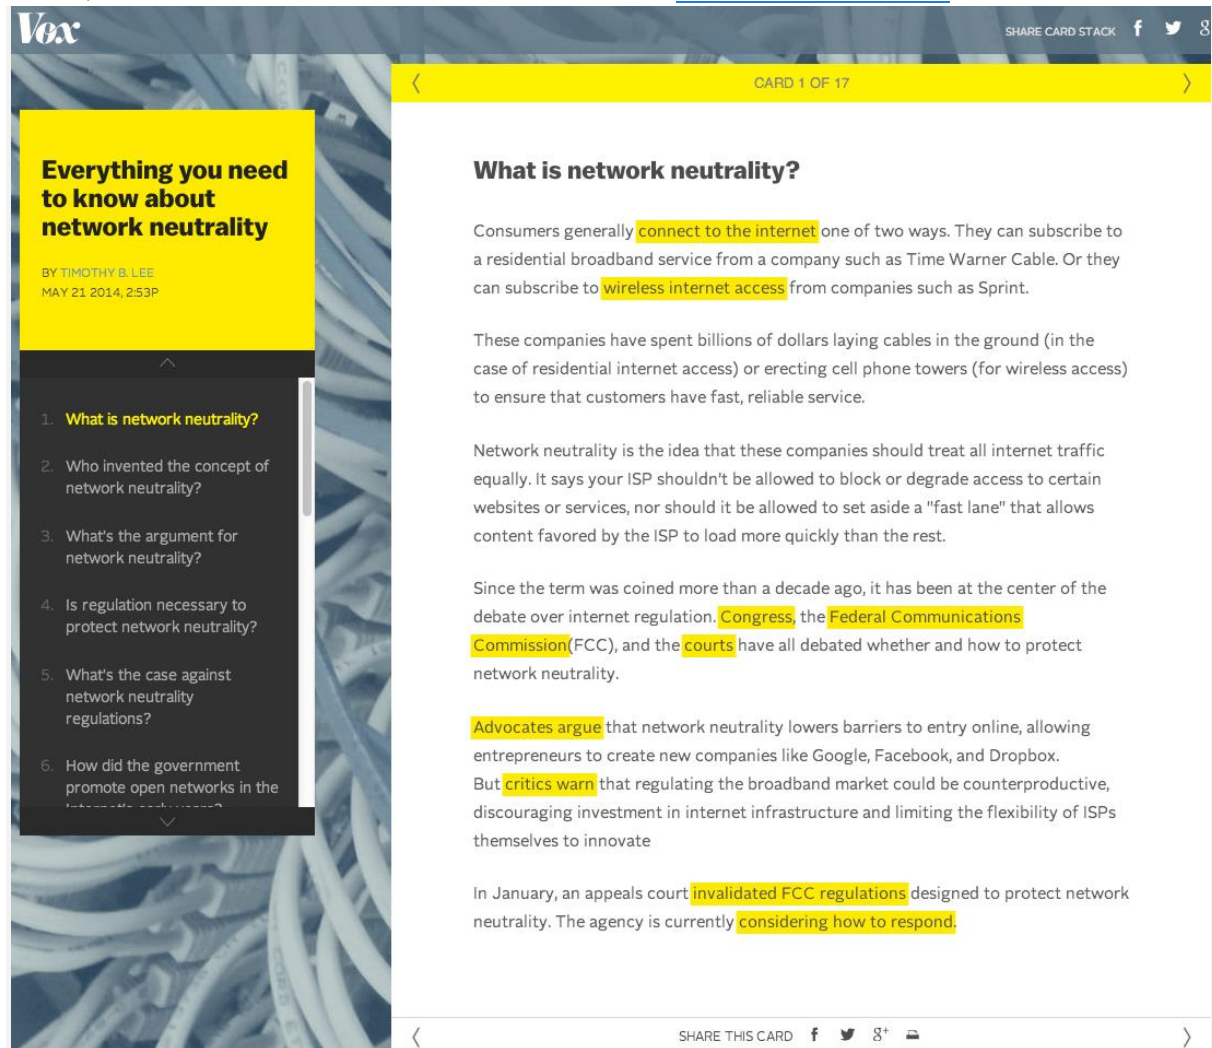 Vox
SHARE CARD STACK
CARD 1 OF 17
Everything you need
to know about
network neutrality
BY TIMOTHY B. LEE
MAY 21 2014, 2:53P
1. What is network neutrality?
2. Who invented the concept of
network neutrality?
3. What's the argument for
network neutrality?
4. Is regulation necessary to
protect network neutrality?
5. What's the case against
network neutrality
regulations?
6. How did the government
promote open networks in the
What is network neutrality?
Consumers generally connect to the internet one of two ways. They can subscribe to
a residential broadband service from a company such as Time Warner Cable. Or they
can subscribe to wireless internet access from companies such as Sprint.
These companies have spent billions of dollars laying cables in the ground (in the
case of residential internet access) or erecting cell phone towers (for wireless access)
to ensure that customers have fast, reliable service.
Network neutrality is the idea that these companies should treat all internet traffic
equally. It says your ISP shouldn't be allowed to block or degrade access to certain
websites or services, nor should it be allowed to set aside a "fast lane" that allows
content favored by the ISP to load more quickly than the rest.
Since the term was coined more than a decade ago, it has been at the center of the
debate over internet regulation. Congress, the Federal Communications
Commission(FCC), and the courts have all debated whether and how to protect
network neutrality.
Advocates argue that network neutrality lowers barriers to entry online, allowing
entrepreneurs to create new companies like Google, Facebook, and Dropbox.
But critics warn that regulating the broadband market could be counterproductive,
discouraging investment in internet infrastructure and limiting the flexibility of ISPs
themselves to innovate
In January, an appeals court invalidated FCC regulations designed to protect network
neutrality. The agency is currently considering how to respond.
SHARE THIS CARD